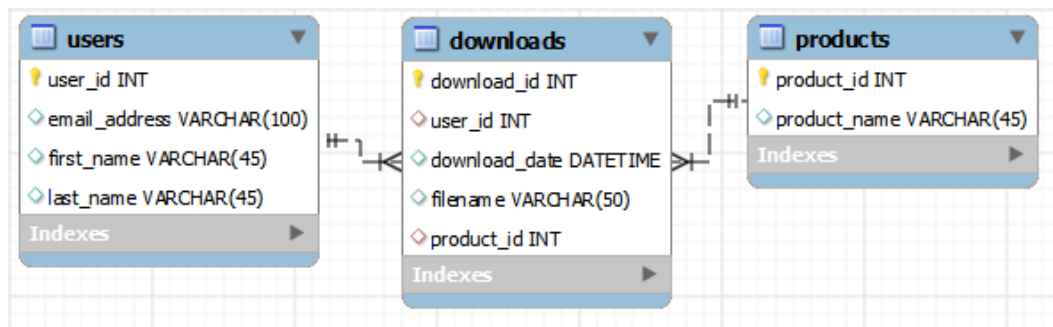 users
user_id INT
email_address VARCHAR(100)
first_name VARCHAR(45)
last_name VARCHAR(45)
Indexes
downloads
download_id INT
user_id INT
download_date DATETIME
filename VARCHAR(50)
product_id INT
Indexes
products
product_id INT
product_name VARCHAR(45)
Indexes